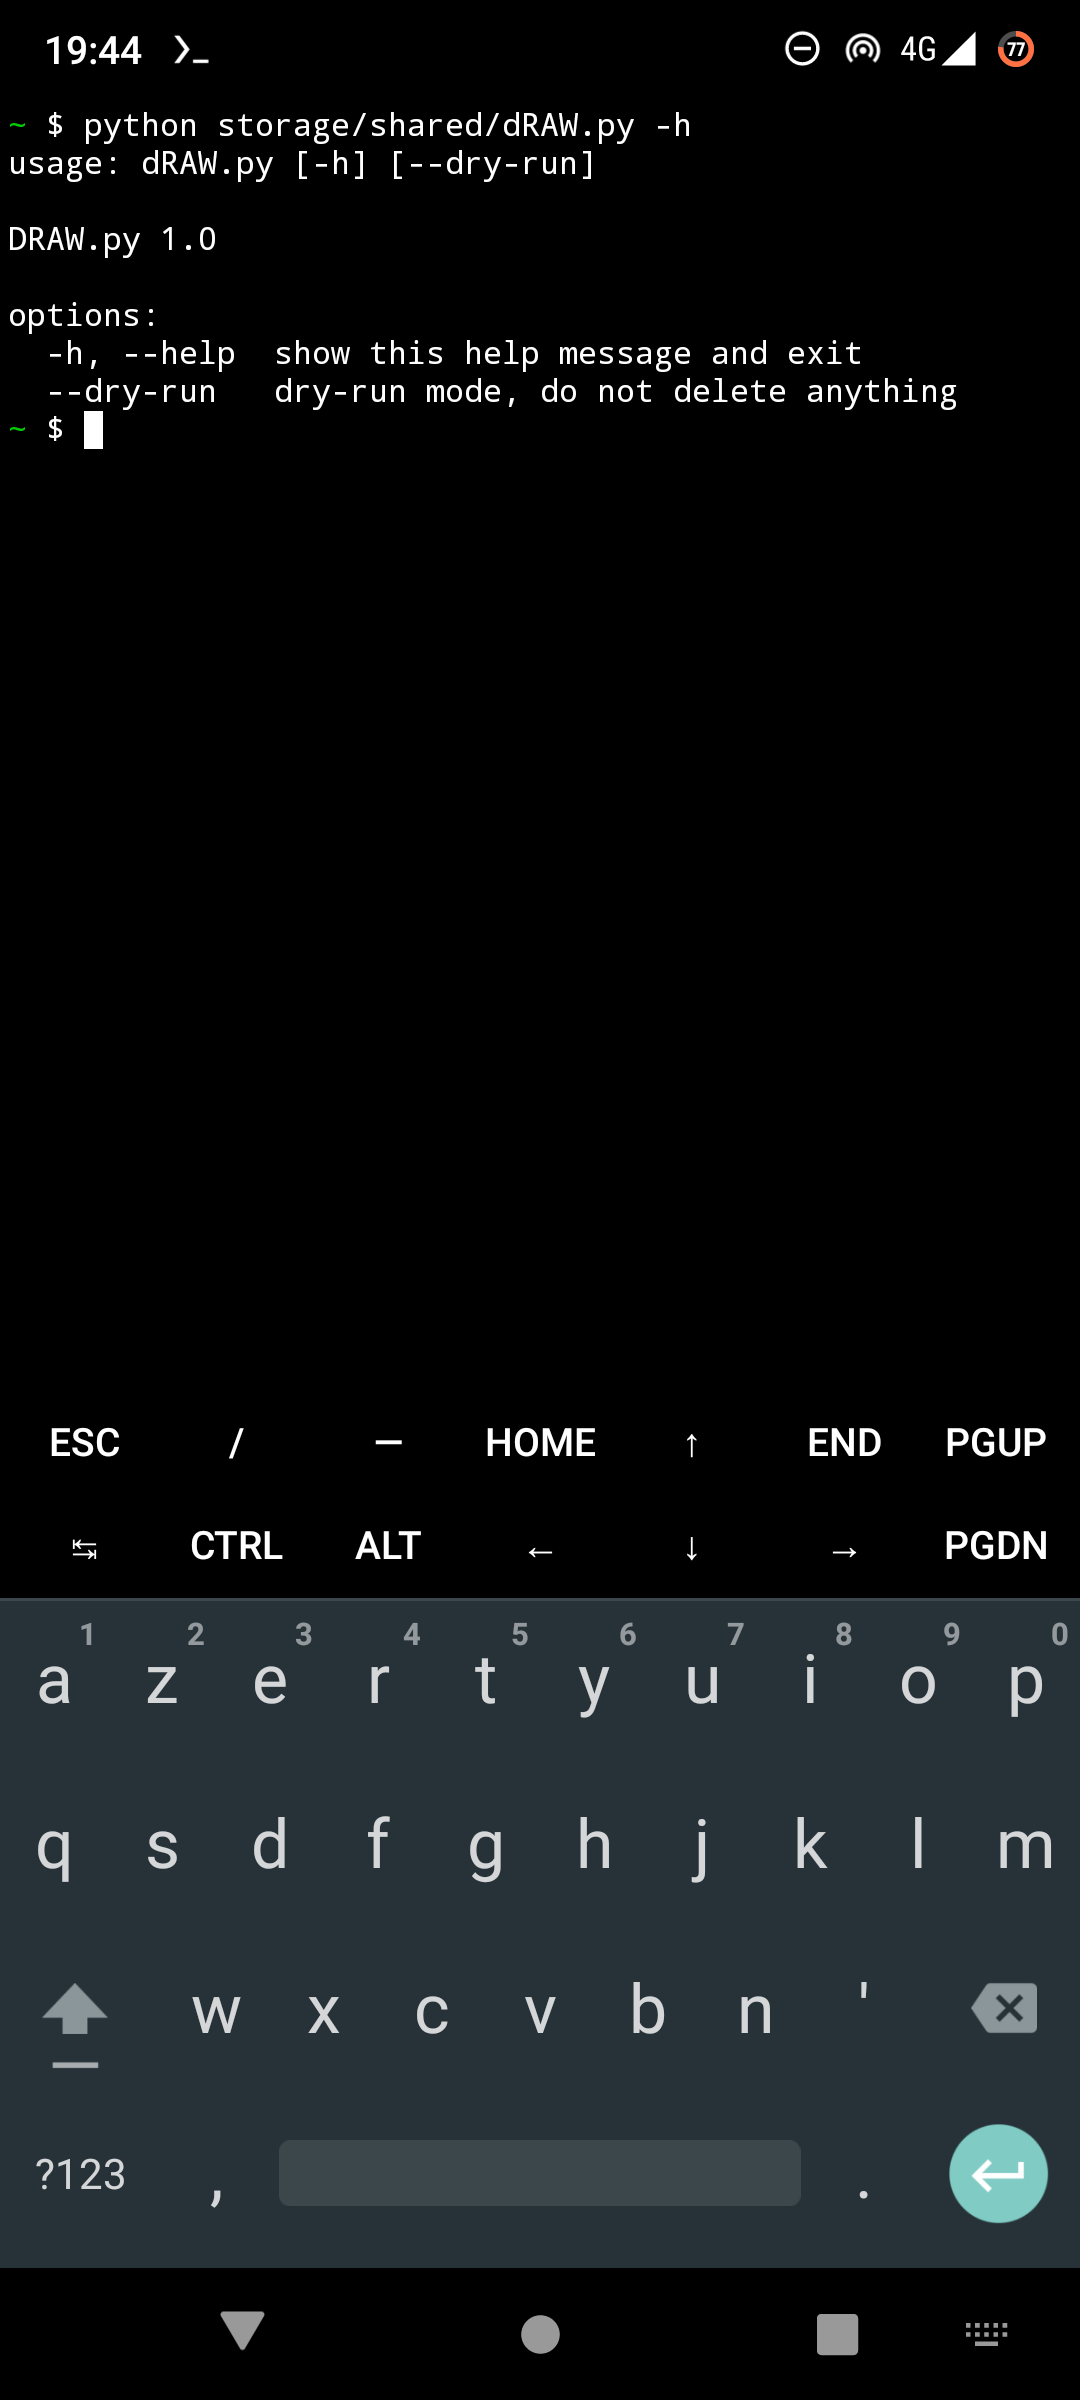 19:44 4G 77
~ $ python storage/shared/dRAW.py -h
usage: dRAW.py [-h] [--dry-run]
DRAW.py 1.0
options:
  -h, --help  show this help message and exit
  --dry-run   dry-run mode, do not delete anything
~ $
ESC / — HOME ↑ END PGUP
↹ CTRL ALT ← ↓ → PGDN
1 2 3 4 5 6 7 8 9 0
a z e r t y u i o p
q s d f g h j k l m
w x c v b n '
?123 , .